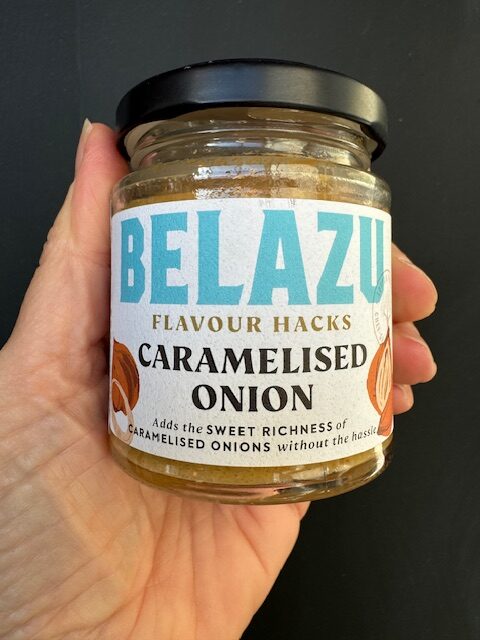 BELAZU
FLAVOUR HACKS
CARAMELISED
ONION
Adds the SWEET RICHNESS of
CARAMELISED ONIONS without the hassle